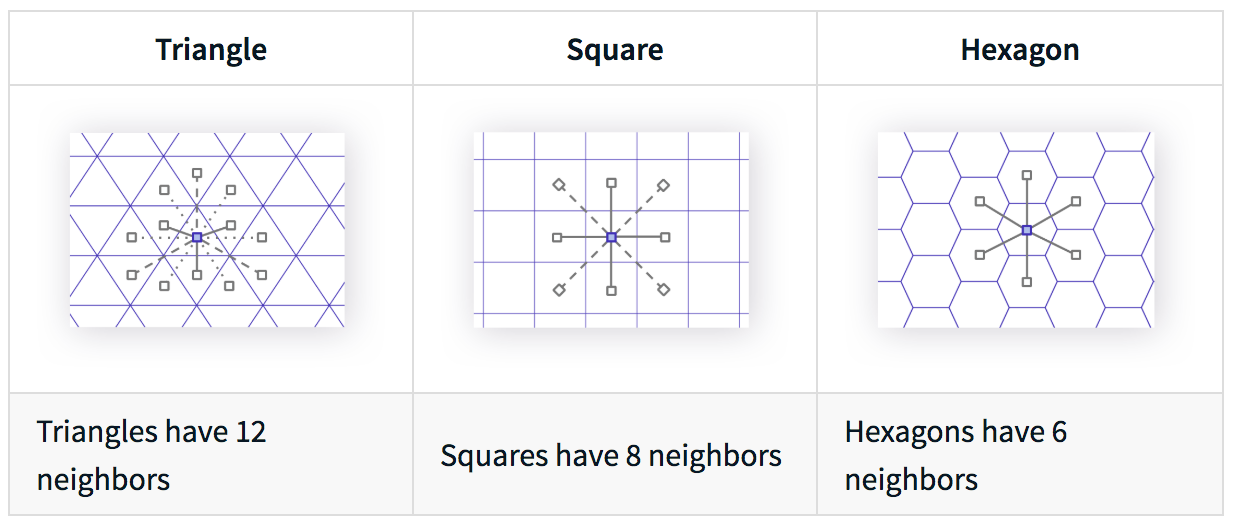 Triangle
Square
Hexagon
Triangles have 12
neighbors
Squares have 8 neighbors
Hexagons have 6
neighbors